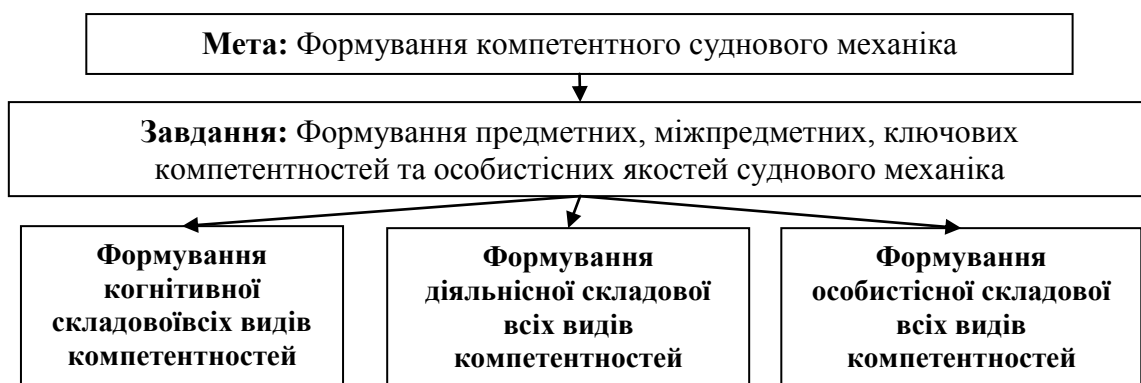 Мета: Формування компетентного суднового механіка
Завдання: Формування предметних, міжпредметних, ключових
компетентностей та особистісних якостей суднового механіка
Формування
когнітивної
складовоївсіх видів
компетентностей
Формування
діяльнісної складової
всіх видів
компетентностей
Формування
особистісної складової
всіх видів
компетентностей